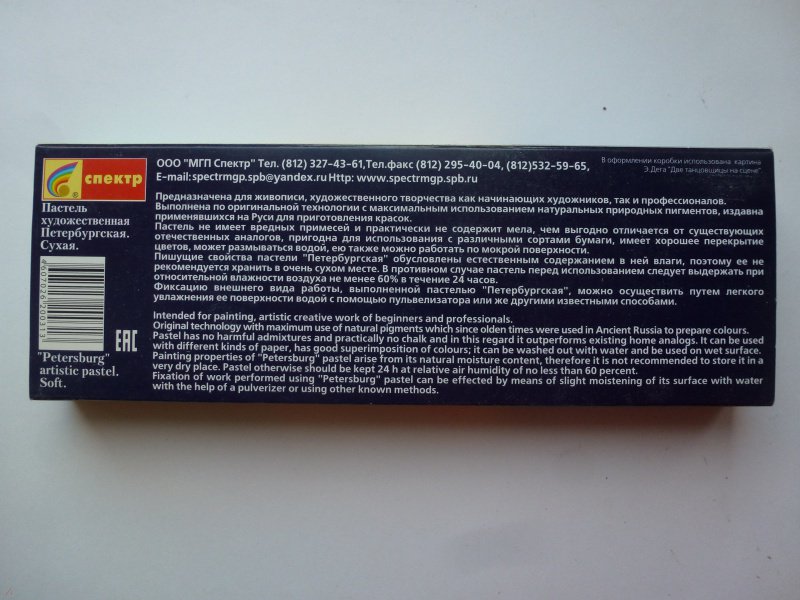 спектр
®
Пастель
художественная
Петербургская.
Сухая.
"Petersburg"
artistic pastel.
Soft.
EAC
ООО "МГП Спектр" Тел. (812) 327-43-61,Тел.факс (812) 295-40-04, (812)532-59-65,
E-mail:spectrmgp.spb@yandex.ru Http: www.spectrmgp.spb.ru
В оформлении коробки использована картина
Э.Дега "Две танцовщицы на сцене"
Предназначена для живописи, художественного творчества как начинающих художников, так и профессионалов.
Выполнена по оригинальной технологии с максимальным использованием натуральных природных пигментов, издавна
применявшихся на Руси для приготовления красок.
Пастель не имеет вредных примесей и практически не содержит мела, чем выгодно отличается от существующих
отечественных аналогов, пригодна для использования с различными сортами бумаги, имеет хорошее перекрытие
цветов, может размываться водой, ею также можно работать по мокрой поверхности.
Пишущие свойства пастели "Петербургская" обусловлены естественным содержанием в ней влаги, поэтому ее не
рекомендуется хранить в очень сухом месте. В противном случае пастель перед использованием следует выдержать при
относительной влажности воздуха не менее 60% в течение 24 часов.
Фиксацию внешнего вида работы, выполненной пастелью "Петербургская", можно осуществить путем легкого
увлажнения ее поверхности водой с помощью пульвелизатора или же другими известными способами.
Intended for painting, artistic creative work of beginners and professionals.
Original technology with maximum use of natural pigments which since olden times were used in Ancient Russia to prepare colours.
Pastel has no harmful admixtures and practically no chalk and in this regard it outperforms existing home analogs. It can be used
with different kinds of paper, has good superimposition of colours; it can be washed out with water and be used on wet surface.
Painting properties of "Petersburg" pastel arise from its natural moisture content, therefore it is not recommended to store it in a
very dry place. Pastel otherwise should be kept 24 h at relative air humidity of no less than 60 percent.
Fixation of work performed using "Petersburg" pastel can be effected by means of slight moistening of its surface with water
with the help of a pulverizer or using other known methods.